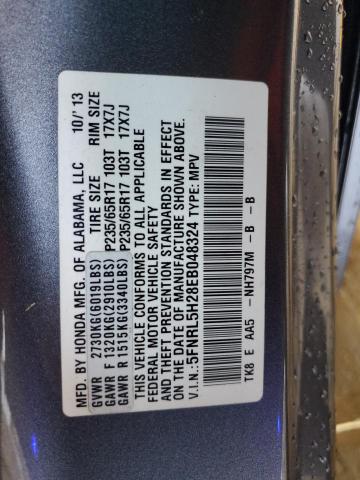 MFD. BY HONDA MFG. OF ALABAMA, LLC 10/ 13
GVWR 2730KG(6019LBS) TIRE SIZE RIM SIZE
GAWR F 1320KG(2910LBS) P235/65R17 103T 17X7J
GAWR R 1515KG(3340LBS) P235/65R17 103T 17X7J
THIS VEHICLE CONFORMS TO ALL APPLICABLE
FEDERAL MOTOR VEHICLE SAFETY
AND THEFT PREVENTION STANDARDS IN EFFECT
ON THE DATE OF MANUFACTURE SHOWN ABOVE.
V.I.N.: 5FNRL5H28EB048324 TYPE: MPV
TK8 E AA5 - NH797M - B - B